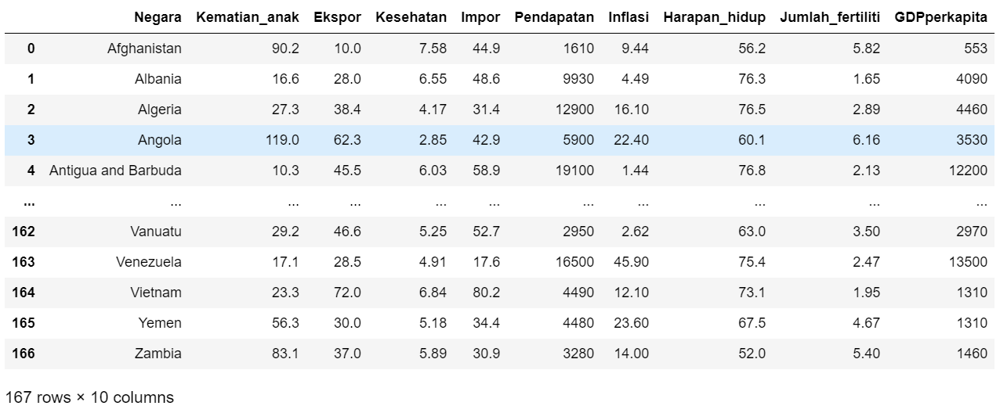 Negara Kematian_anak Ekspor Kesehatan Impor Pendapatan Inflasi Harapan_hidup Jumlah_fertiliti GDPperkapita
0 Afghanistan 90.2 10.0 7.58 44.9 1610 9.44 56.2 5.82 553
1 Albania 16.6 28.0 6.55 48.6 9930 4.49 76.3 1.65 4090
2 Algeria 27.3 38.4 4.17 31.4 12900 16.10 76.5 2.89 4460
3 Angola 119.0 62.3 2.85 42.9 5900 22.40 60.1 6.16 3530
4 Antigua and Barbuda 10.3 45.5 6.03 58.9 19100 1.44 76.8 2.13 12200
... ... ... ... ... ... ... ... ... ... ...
162 Vanuatu 29.2 46.6 5.25 52.7 2950 2.62 63.0 3.50 2970
163 Venezuela 17.1 28.5 4.91 17.6 16500 45.90 75.4 2.47 13500
164 Vietnam 23.3 72.0 6.84 80.2 4490 12.10 73.1 1.95 1310
165 Yemen 56.3 30.0 5.18 34.4 4480 23.60 67.5 4.67 1310
166 Zambia 83.1 37.0 5.89 30.9 3280 14.00 52.0 5.40 1460
167 rows × 10 columns